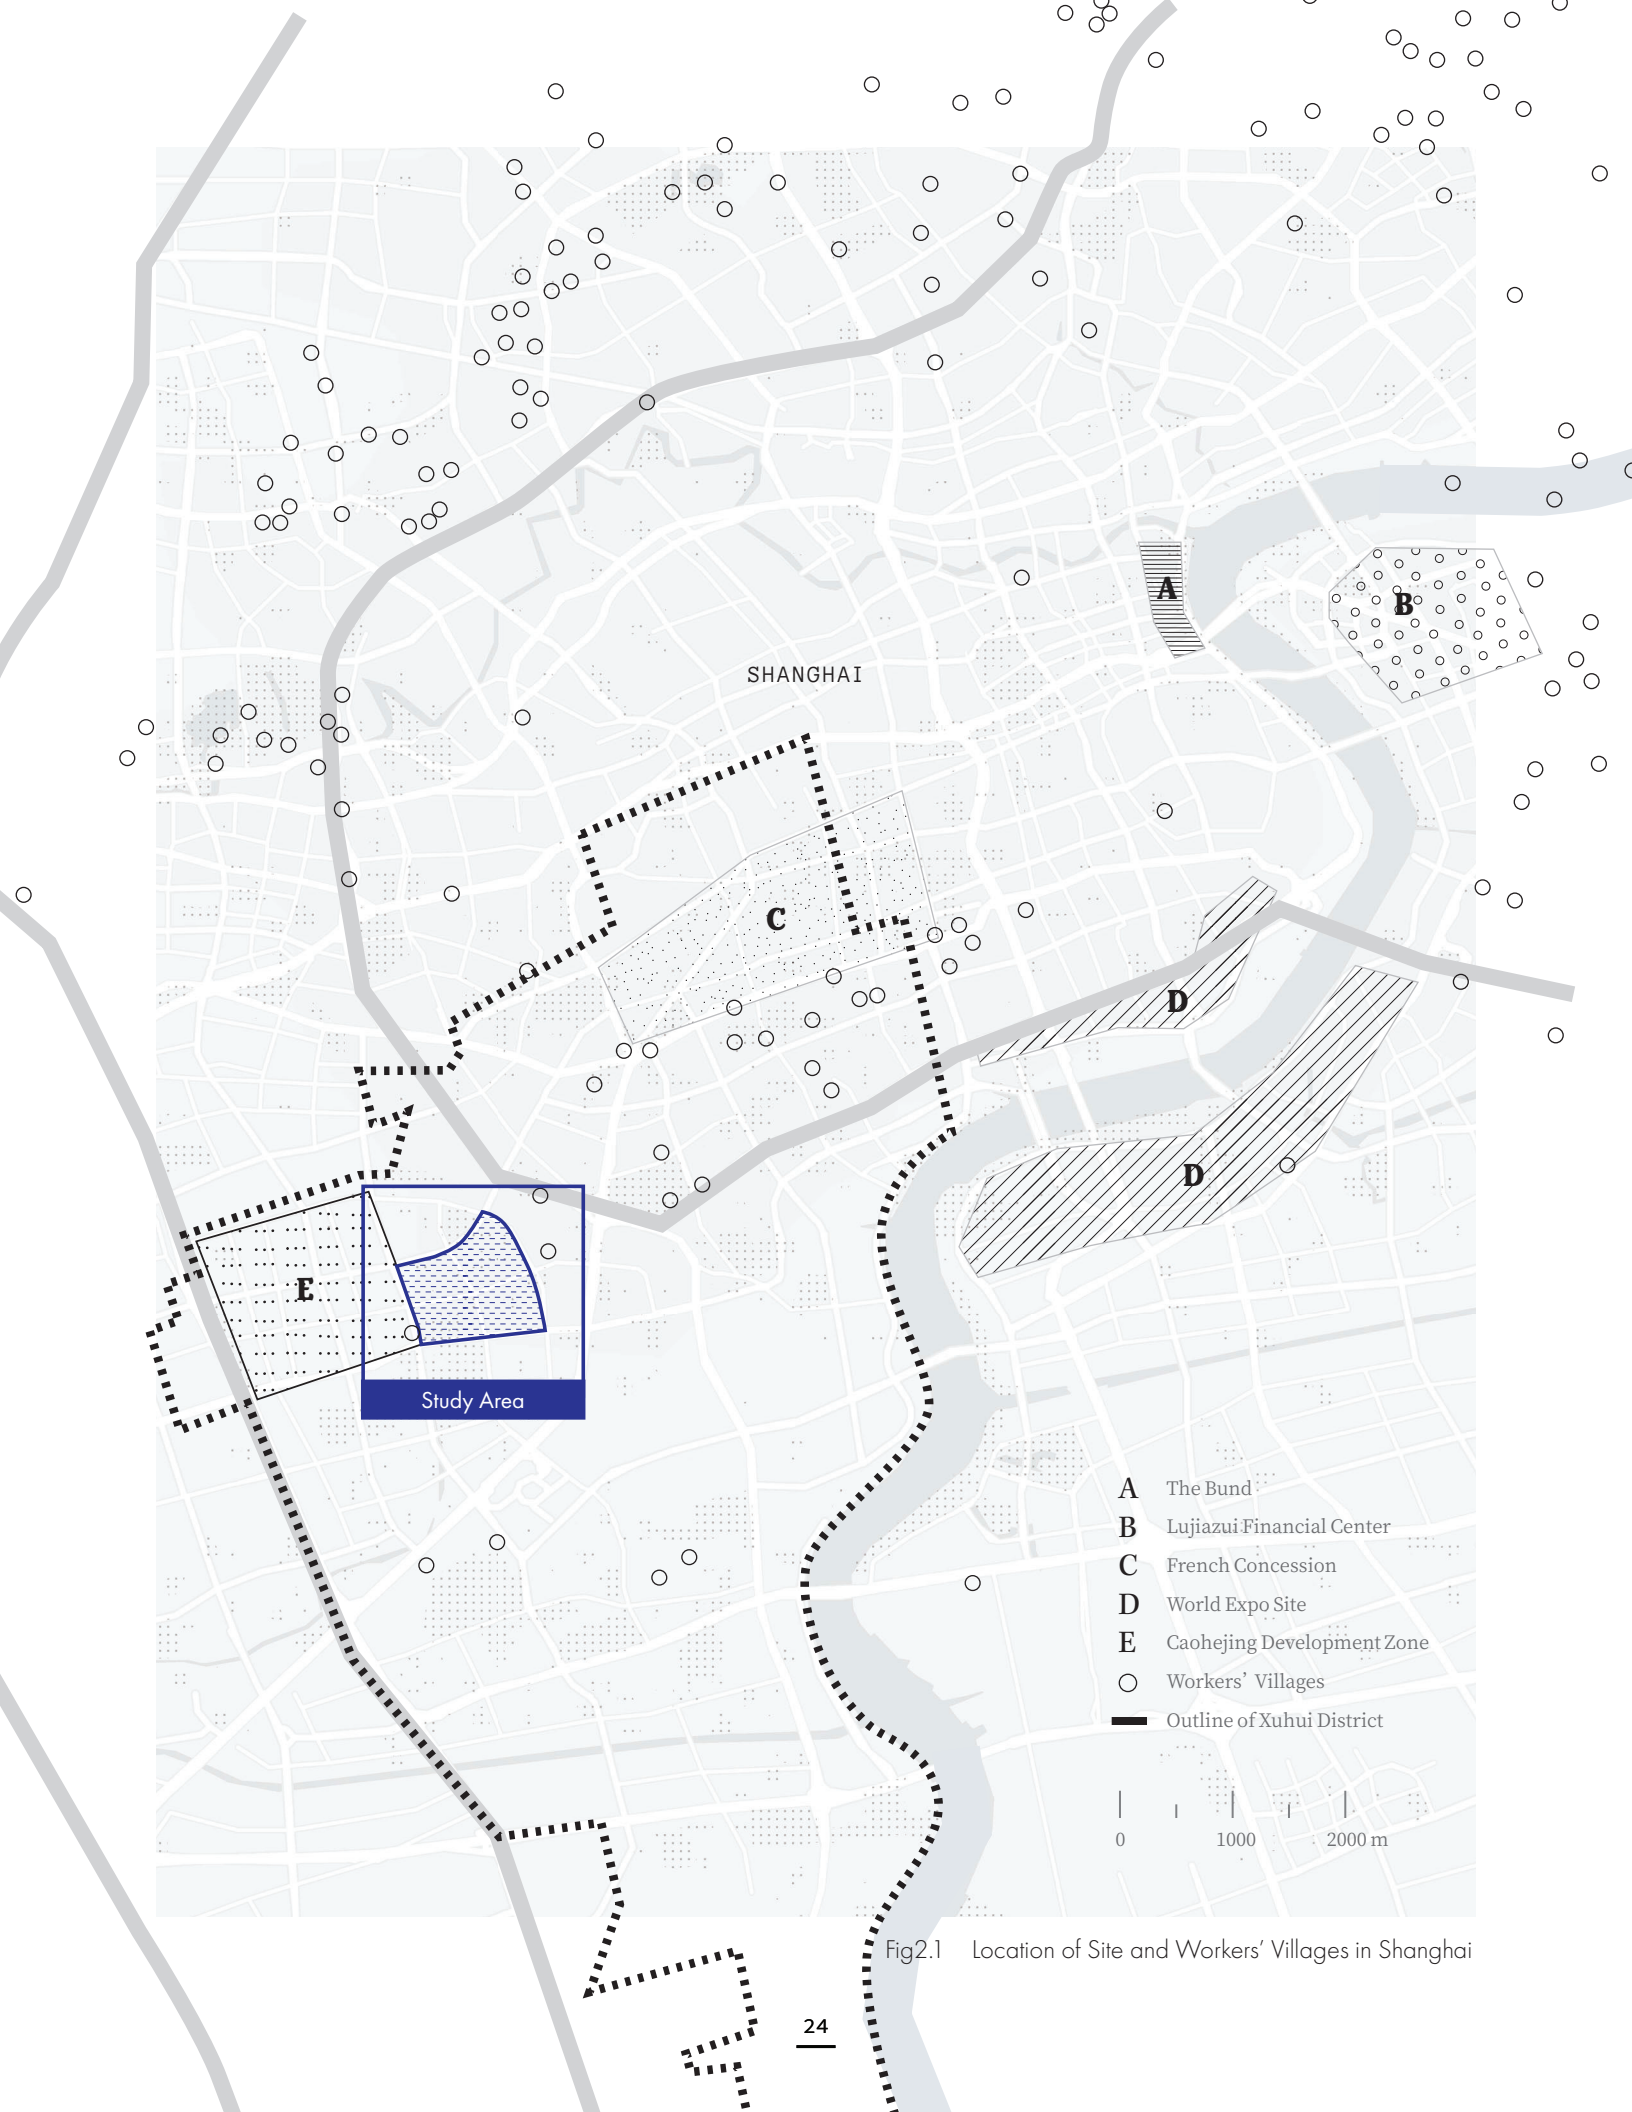 A
B
SHANGHAI
C
D
D
E
Study Area
A The Bund
B Lujiazui Financial Center
C French Concession
D World Expo Site
E Caohejing Development Zone
Workers’ Villages
Outline of Xuhui District
0 1000 2000 m
Fig2.1 Location of Site and Workers’ Villages in Shanghai
24